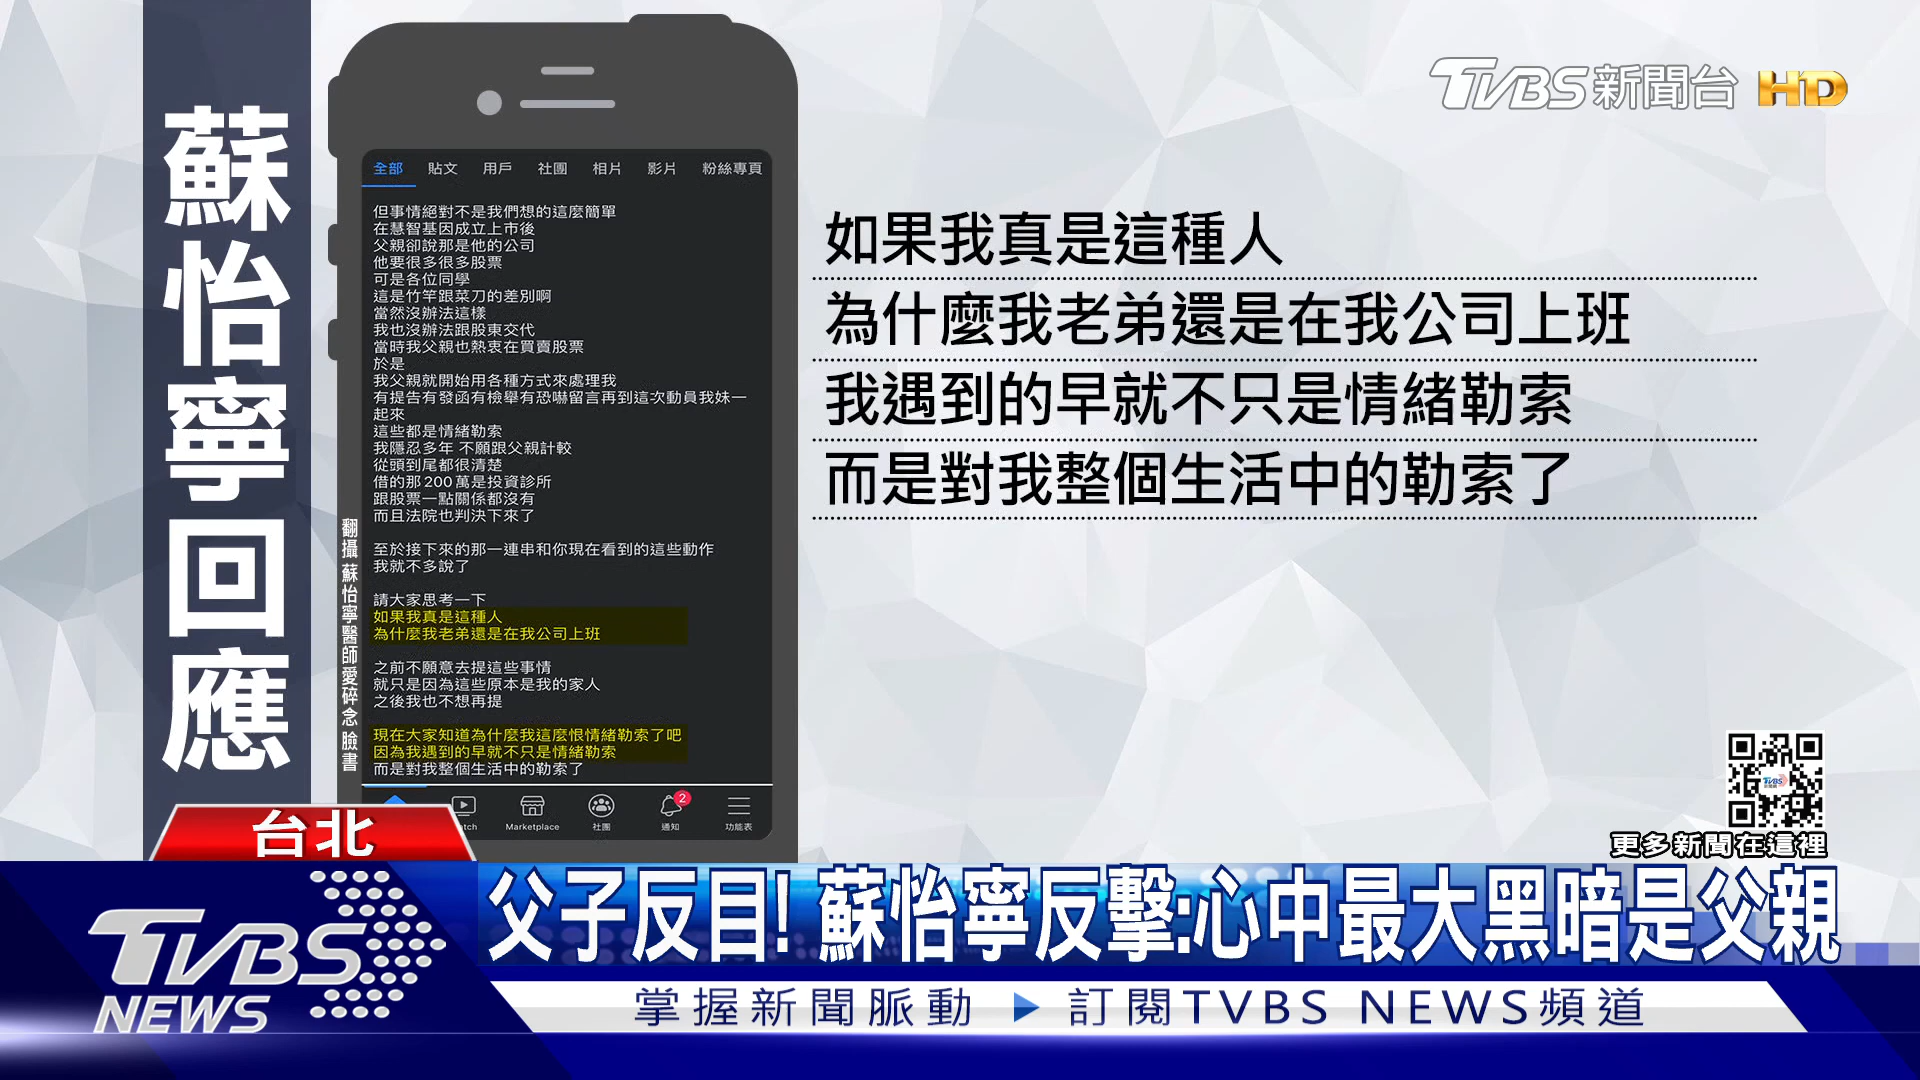 蘇怡寧回應
TVBS新聞台 HD
全部 貼文 用戶 社團 相片 影片 粉絲專頁
但事情絕對不是我們想的這麼簡單
在慧智基因成立上市後
父親卻說那是他的公司
他要很多很多股票
可是各位同學
這是竹竿跟菜刀的差別啊
當然沒辦法這樣
我也沒辦法跟股東交代
當時我父親也熱衷在買賣股票
於是
我父親就開始用各種方式來處理我
有提告有發函有檢舉有恐嚇留言再到這次動員我妹一
起來
這些都是情緒勒索
我隱忍多年 不願跟父親計較
從頭到尾都很清楚
借的那200萬是投資診所
跟股票一點關係都沒有
而且法院也判決下來了
至於接下來的那一連串和你現在看到的這些動作
我就不多說了
請大家思考一下
如果我真是這種人
為什麼我老弟還是在我公司上班
之前不願意去提這些事情
就只是因為這些原本是我的家人
之後我也不想再提
現在大家知道為什麼我這麼恨情緒勒索了吧
因為我遇到的早就不只是情緒勒索
而是對我整個生活中的勒索了
tch Marketplace 社團 2 通知 功能表
翻攝 蘇怡寧醫師愛碎念 臉書
如果我真是這種人
為什麼我老弟還是在我公司上班
我遇到的早就不只是情緒勒索
而是對我整個生活中的勒索了
TVBS
更多新聞在這裡
台北
父子反目! 蘇怡寧反擊:心中最大黑暗是父親
TVBS
NEWS
掌握新聞脈動 ▶ 訂閱TVBS NEWS頻道